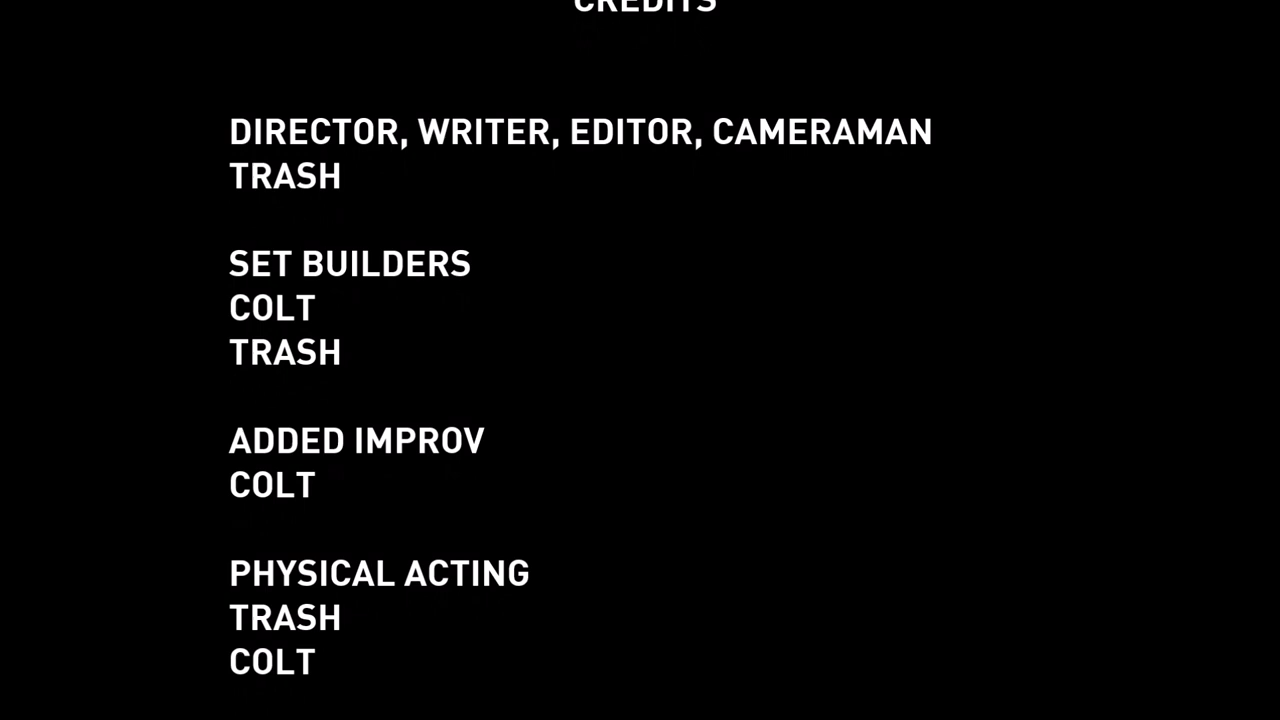 CREDITS
DIRECTOR, WRITER, EDITOR, CAMERAMAN
TRASH
SET BUILDERS
COLT
TRASH
ADDED IMPROV
COLT
PHYSICAL ACTING
TRASH
COLT